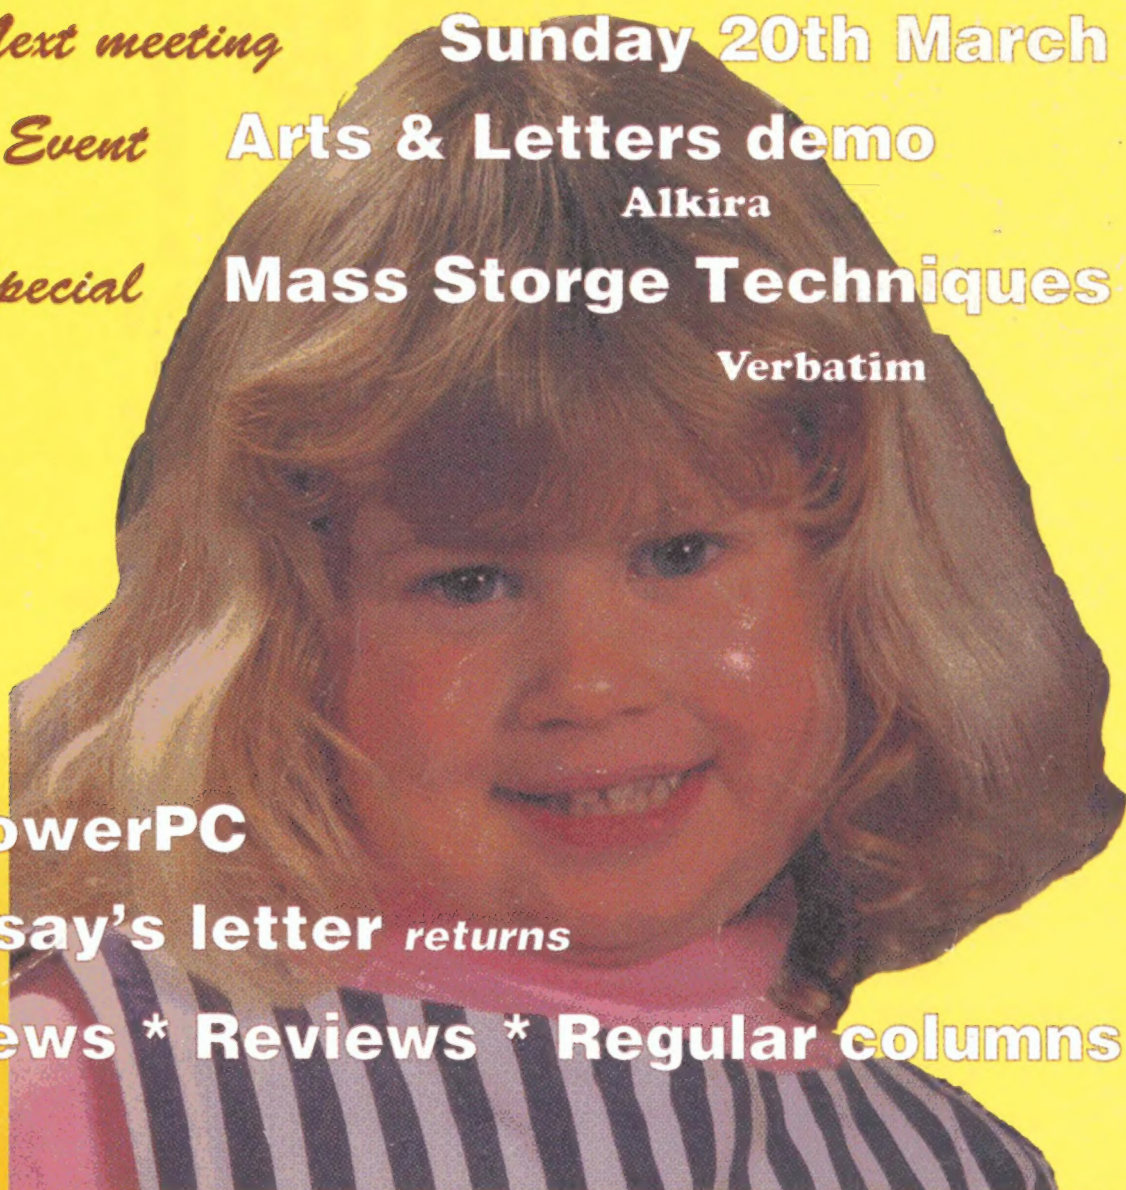 Next meeting Sunday 20th March
Event Arts & Letters demo
Alkira
pecial Mass Storge Techniques
Verbatim
owerPC
say's letter returns
ews * Reviews * Regular columns